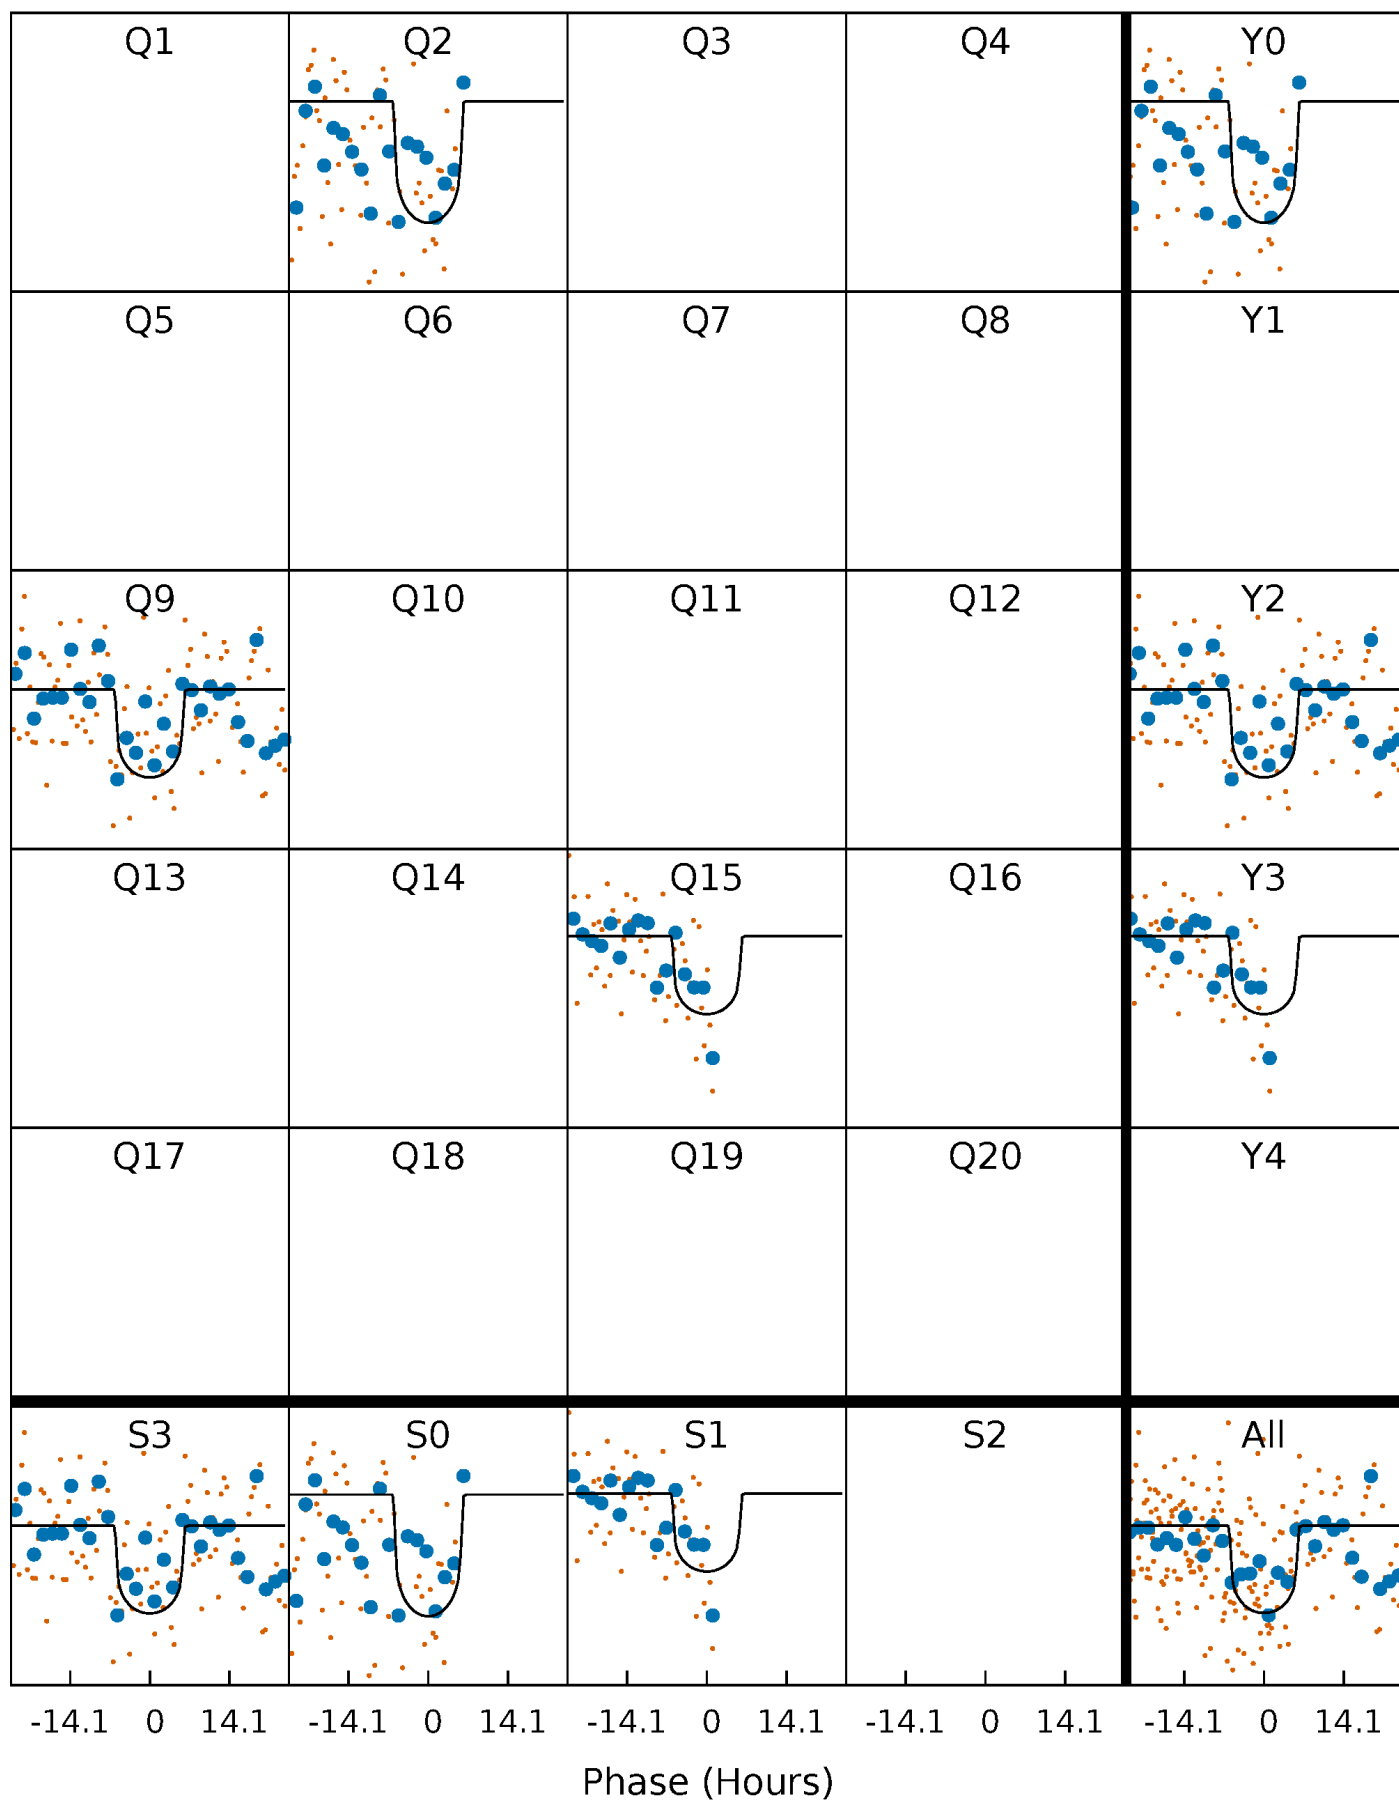 Q1 Q2 Q3 Q4 Y0
Q5 Q6 Q7 Q8 Y1
Q9 Q10 Q11 Q12 Y2
Q13 Q14 Q15 Q16 Y3
Q17 Q18 Q19 Q20 Y4
S3 S0 S1 S2 All
-14.1 0 14.1 -14.1 0 14.1 -14.1 0 14.1 -14.1 0 14.1 -14.1 0 14.1
Phase (Hours)